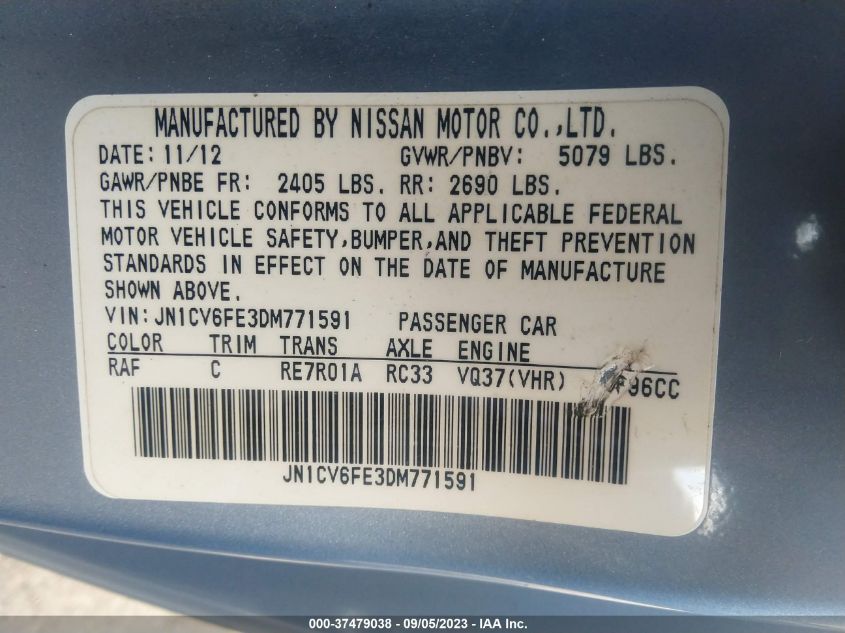 MANUFACTURED BY NISSAN MOTOR CO.,LTD.
DATE: 11/12 GVWR/PNBV: 5079 LBS.
GAWR/PNBE FR: 2405 LBS. RR: 2690 LBS.
THIS VEHICLE CONFORMS TO ALL APPLICABLE FEDERAL
MOTOR VEHICLE SAFETY,BUMPER,AND THEFT PREVENTION
STANDARDS IN EFFECT ON THE DATE OF MANUFACTURE
SHOWN ABOVE.
VIN:JN1CV6FE3DM771591 PASSENGER CAR
COLOR TRIM TRANS AXLE ENGINE
RAF C RE7R01A RC33 VQ37(VHR)
JN1CV6FE3DM771591
000-37479038 - 09/05/2023 - IAA Inc.